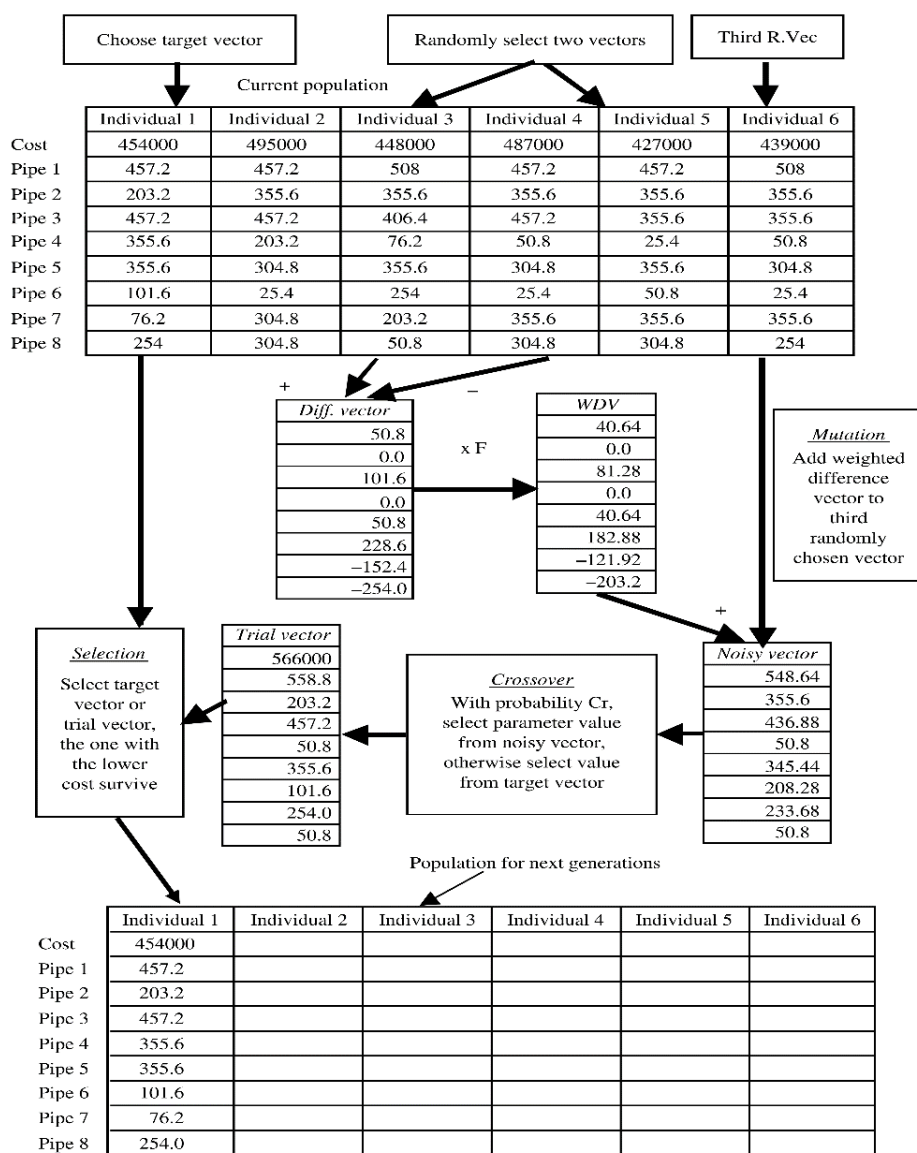 Choose target vector
Randomly select two vectors
Third R.Vec
Current population
Individual 1 Individual 2 Individual 3 Individual 4 Individual 5 Individual 6
Cost 454000 495000 448000 487000 427000 439000
Pipe 1 457.2 457.2 508 457.2 457.2 508
Pipe 2 203.2 355.6 355.6 355.6 355.6 355.6
Pipe 3 457.2 457.2 406.4 457.2 355.6 355.6
Pipe 4 355.6 203.2 76.2 50.8 25.4 50.8
Pipe 5 355.6 304.8 355.6 304.8 355.6 304.8
Pipe 6 101.6 25.4 254 25.4 50.8 25.4
Pipe 7 76.2 304.8 203.2 355.6 355.6 355.6
Pipe 8 254 304.8 50.8 304.8 304.8 254
+
–
Diff. vector
50.8
0.0
101.6
0.0
50.8
228.6
–152.4
–254.0
x F
WDV
40.64
0.0
81.28
0.0
40.64
182.88
–121.92
–203.2
Mutation
Add weighted
difference
vector to
third
randomly
chosen vector
+
Selection
Select target
vector or
trial vector,
the one with
the lower
cost survive
Trial vector
566000
558.8
203.2
457.2
50.8
355.6
101.6
254.0
50.8
Crossover
With probability Cr,
select parameter value
from noisy vector,
otherwise select value
from target vector
Noisy vector
548.64
355.6
436.88
50.8
345.44
208.28
233.68
50.8
Population for next generations
Individual 1 Individual 2 Individual 3 Individual 4 Individual 5 Individual 6
Cost 454000
Pipe 1 457.2
Pipe 2 203.2
Pipe 3 457.2
Pipe 4 355.6
Pipe 5 355.6
Pipe 6 101.6
Pipe 7 76.2
Pipe 8 254.0